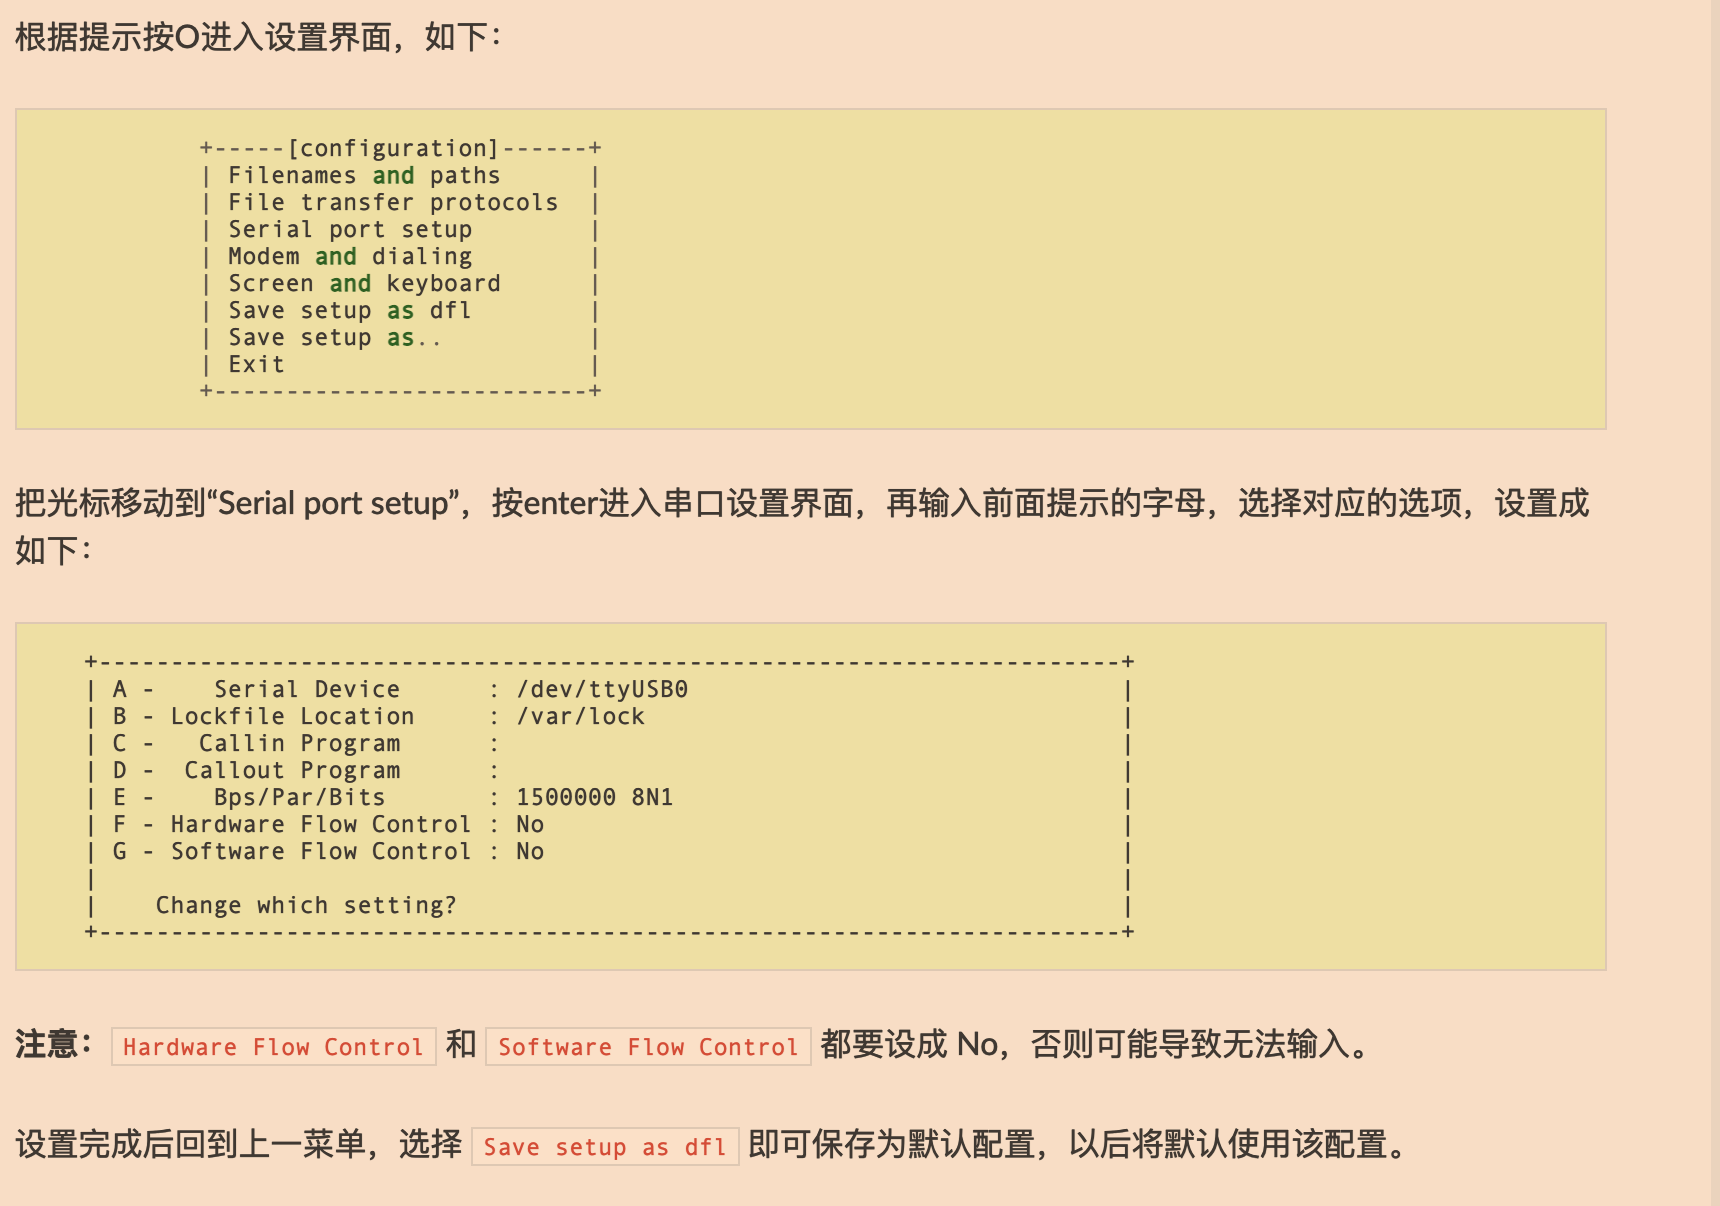 根据提示按O进入设置界面，如下：
+-----[configuration]------+
| Filenames and paths      |
| File transfer protocols  |
| Serial port setup        |
| Modem and dialing        |
| Screen and keyboard      |
| Save setup as dfl        |
| Save setup as..          |
| Exit                     |
+--------------------------+
把光标移动到“Serial port setup”，按enter进入串口设置界面，再输入前面提示的字母，选择对应的选项，设置成
如下：
+-----------------------------------------------------------------------+
| A -    Serial Device      : /dev/ttyUSB0                              |
| B - Lockfile Location     : /var/lock                                 |
| C -   Callin Program      :                                           |
| D -  Callout Program      :                                           |
| E -    Bps/Par/Bits       : 1500000 8N1                               |
| F - Hardware Flow Control : No                                        |
| G - Software Flow Control : No                                        |
|                                                                       |
|    Change which setting?                                              |
+-----------------------------------------------------------------------+
注意： Hardware Flow Control 和 Software Flow Control 都要设成 No，否则可能导致无法输入。
设置完成后回到上一菜单，选择 Save setup as dfl 即可保存为默认配置，以后将默认使用该配置。